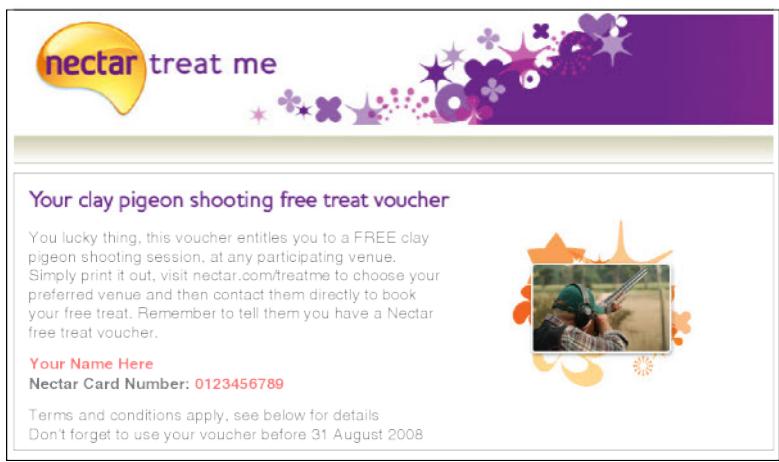 nectar treat me
Your clay pigeon shooting free treat voucher
You lucky thing, this voucher entitles you to a FREE clay
pigeon shooting session, at any participating venue.
Simply print it out, visit nectar.com/treatme to choose your
preferred venue and then contact them directly to book
your free treat. Remember to tell them you have a Nectar
free treat voucher.
Your Name Here
Nectar Card Number: 0123456789
Terms and conditions apply, see below for details
Don't forget to use your voucher before 31 August 2008